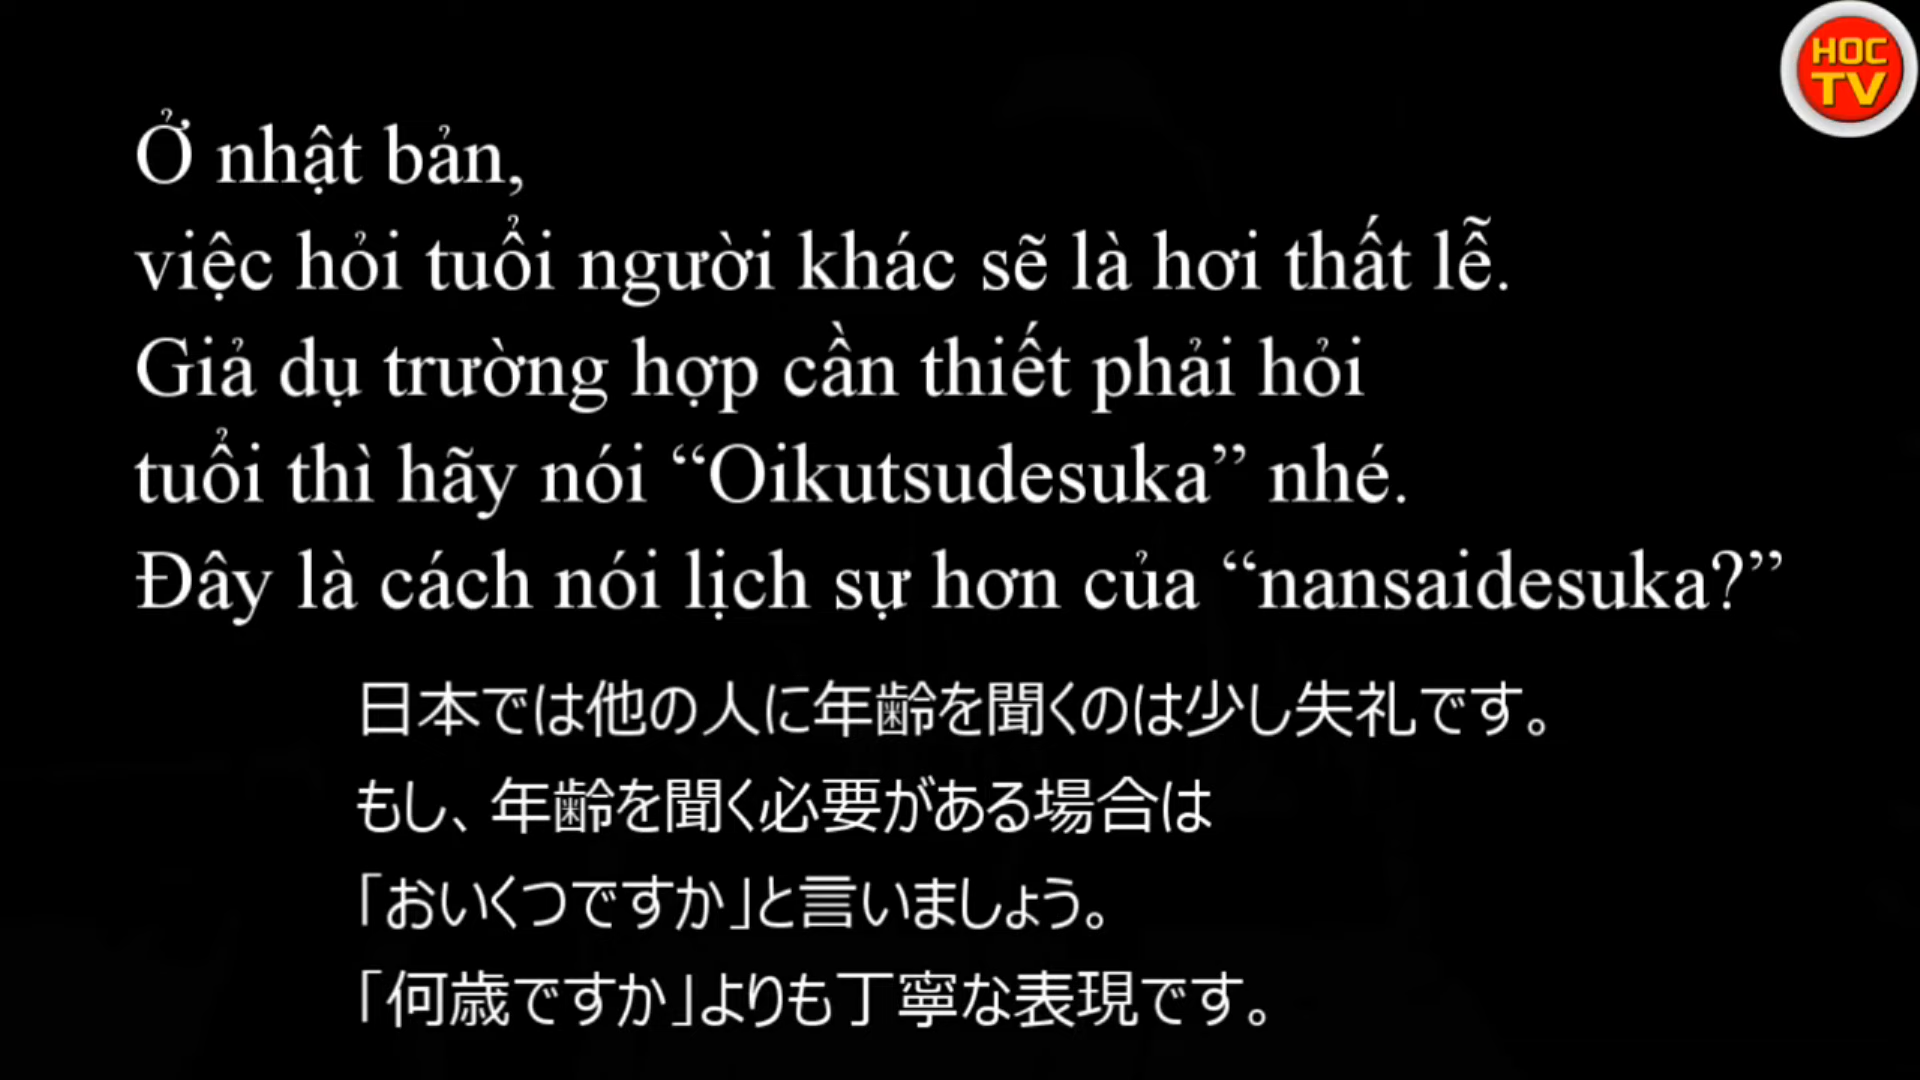 HOC
TV
Ở nhật bản,
việc hỏi tuổi người khác sẽ là hơi thất lễ.
Giả dụ trường hợp cần thiết phải hỏi
tuổi thì hãy nói “Oikutsudesuka” nhé.
Đây là cách nói lịch sự hơn của “nansaidesuka?”
日本では他の人に年齢を聞くのは少し失礼です。
もし、年齢を聞く必要がある場合は
「おいくつですか」と言いましょう。
「何歳ですか」よりも丁寧な表現です。